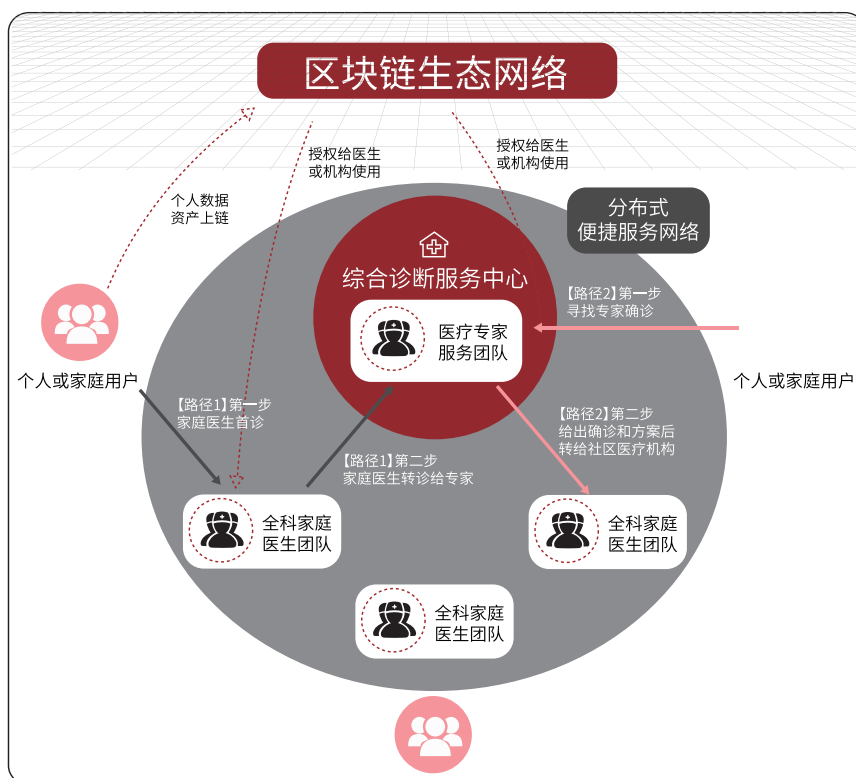 区块链生态网络
授权给医生
或机构使用
授权给医生
或机构使用
个人数据
资产上链
分布式
便捷服务网络
综合诊断服务中心
医疗专家
服务团队
【路径2】第一步
寻找专家确诊
个人或家庭用户
个人或家庭用户
【路径1】第一步
家庭医生首诊
【路径2】第二步
给出确诊和方案后
转给社区医疗机构
【路径1】第二步
家庭医生转诊给专家
全科家庭
医生团队
全科家庭
医生团队
全科家庭
医生团队